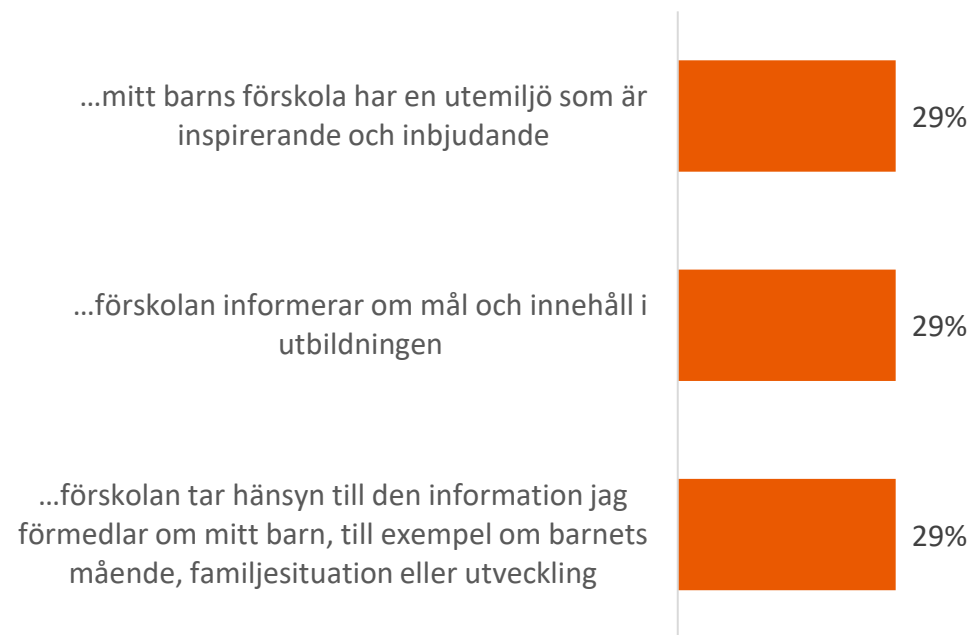 …mitt barns förskola har en utemiljö som är
inspirerande och inbjudande
29%
…förskolan informerar om mål och innehåll i
utbildningen
29%
…förskolan tar hänsyn till den information jag
förmedlar om mitt barn, till exempel om barnets
mående, familjesituation eller utveckling
29%